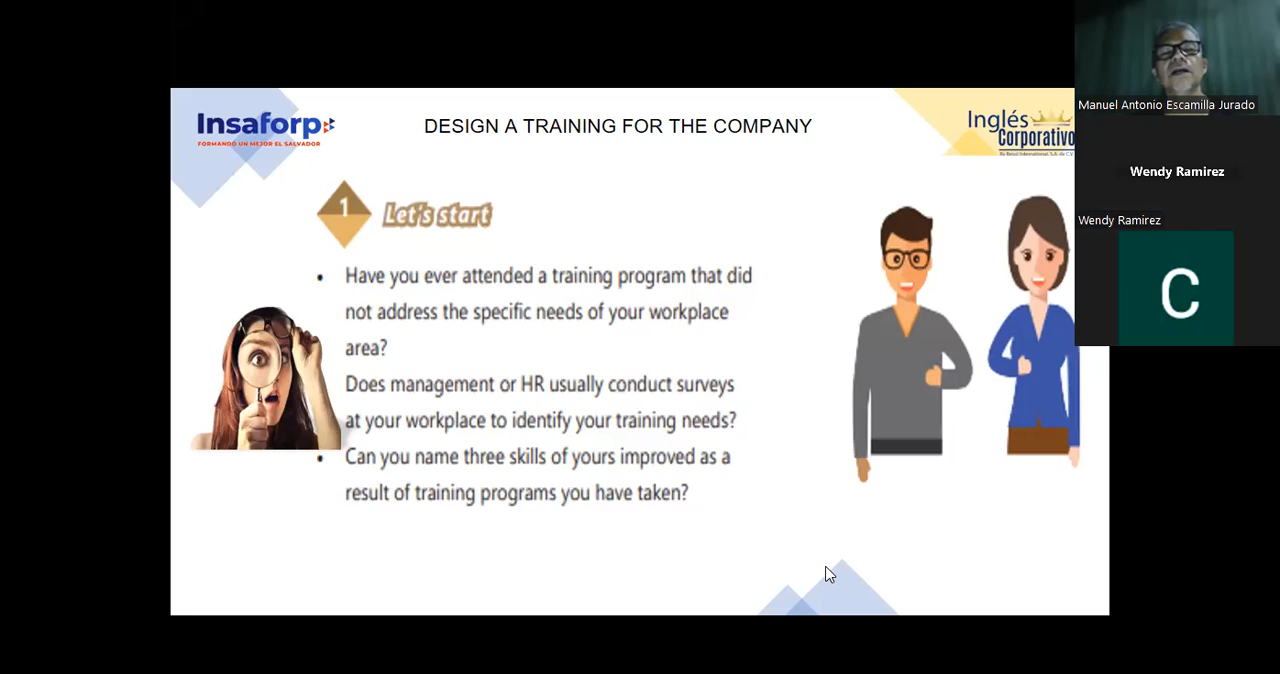 Insaforp
FORMANDO UN MEJOR EL SALVADOR
DESIGN A TRAINING FOR THE COMPANY
Inglés
Corporativo
1
Let's start
• Have you ever attended a training program that did
not address the specific needs of your workplace
area?
Does management or HR usually conduct surveys
at your workplace to identify your training needs?
• Can you name three skills of yours improved as a
result of training programs you have taken?
Manuel Antonio Escamilla Jurado
Wendy Ramirez
Wendy Ramirez
C